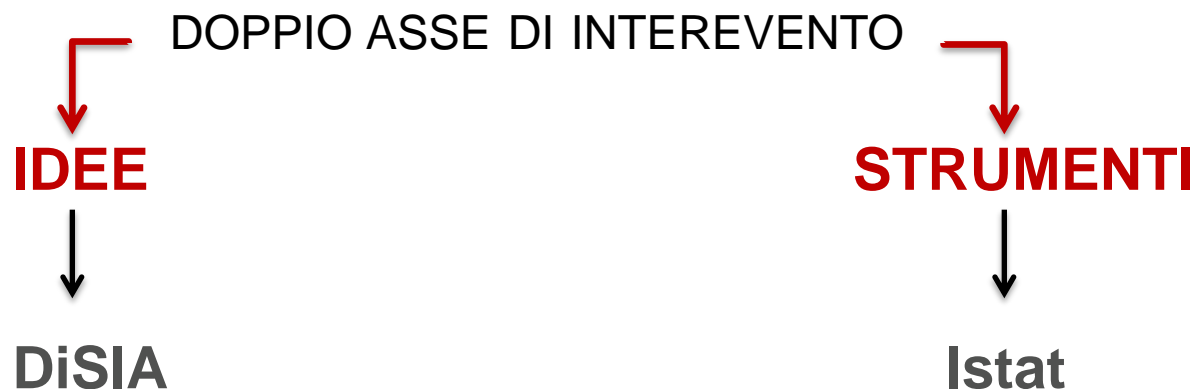 DOPPIO ASSE DI INTEREVENTO
IDEE STRUMENTI
DiSIA Istat